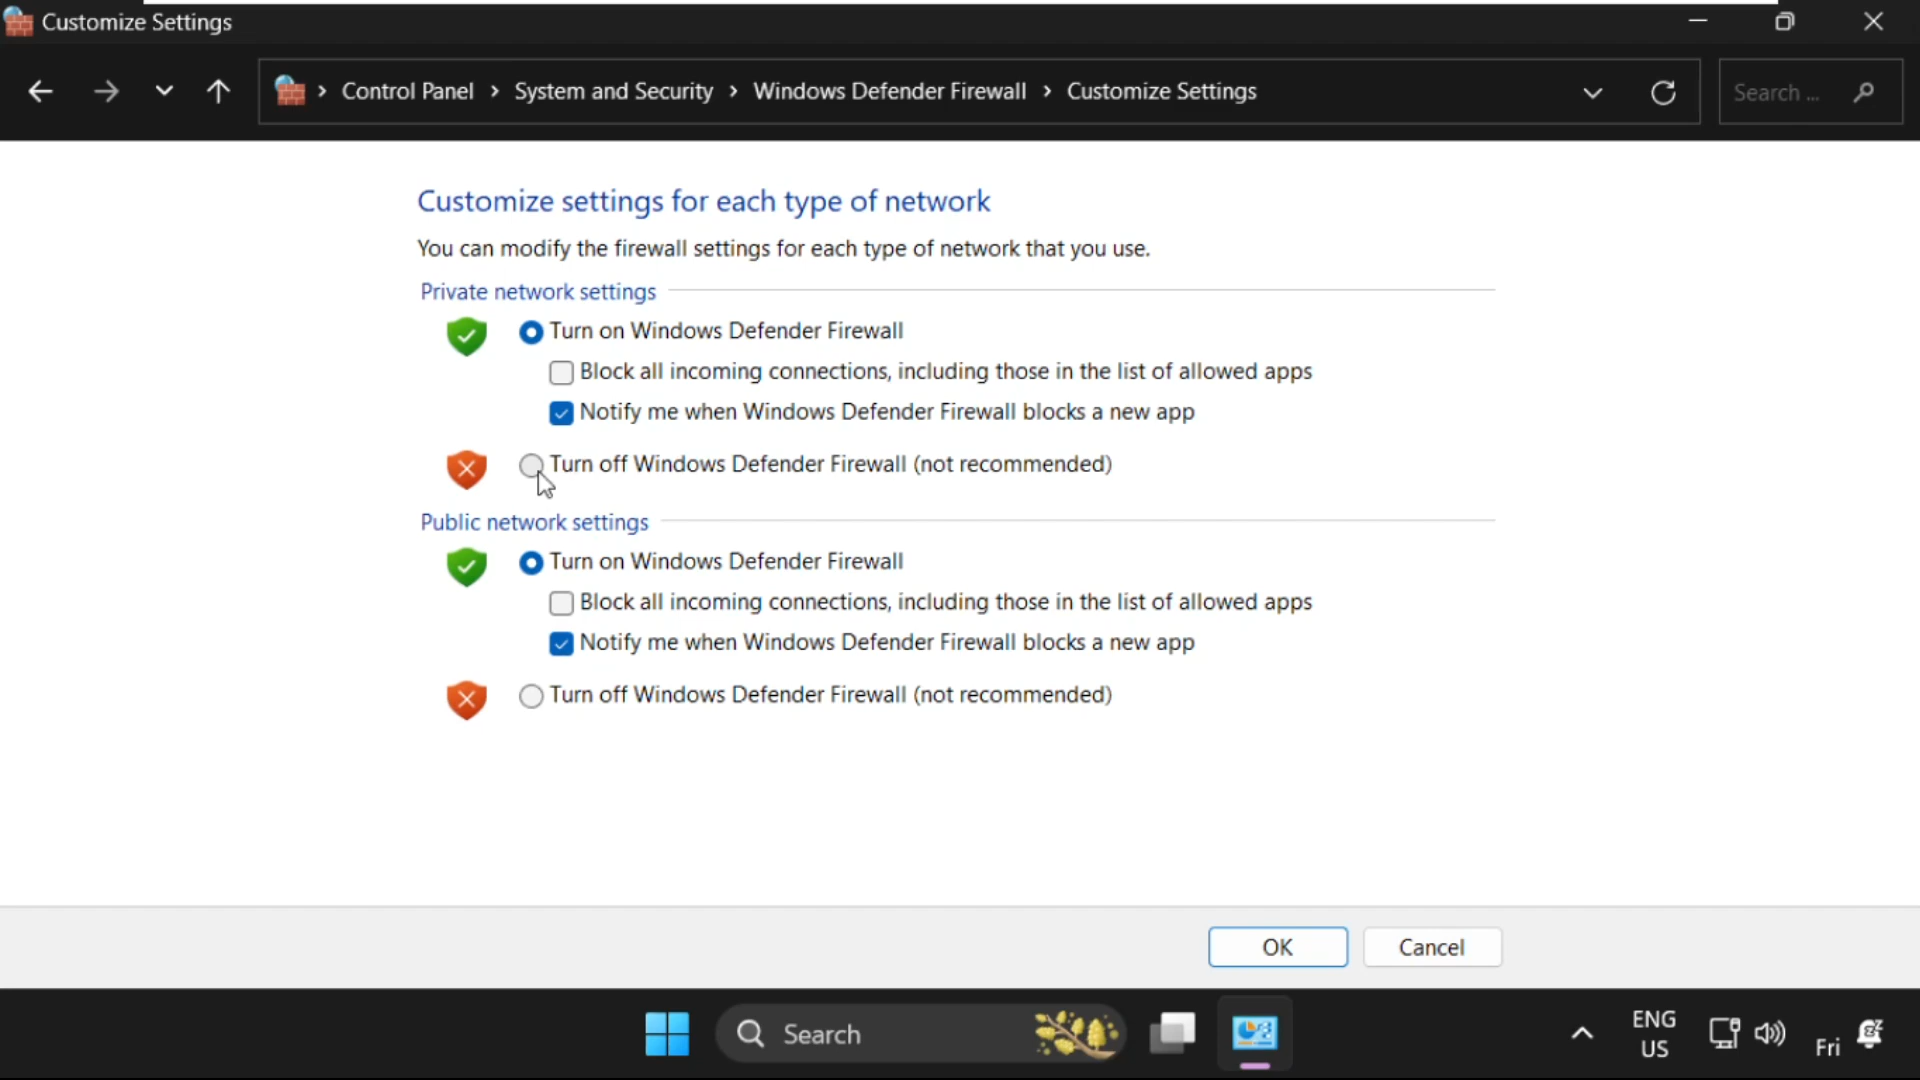 Customize Settings
Control Panel > System and Security > Windows Defender Firewall > Customize Settings
Search ...
Customize settings for each type of network
You can modify the firewall settings for each type of network that you use.
Private network settings
Turn on Windows Defender Firewall
Block all incoming connections, including those in the list of allowed apps
Notify me when Windows Defender Firewall blocks a new app
Turn off Windows Defender Firewall (not recommended)
Public network settings
Turn on Windows Defender Firewall
Block all incoming connections, including those in the list of allowed apps
Notify me when Windows Defender Firewall blocks a new app
Turn off Windows Defender Firewall (not recommended)
OK
Cancel
Search
ENG
US
Fri